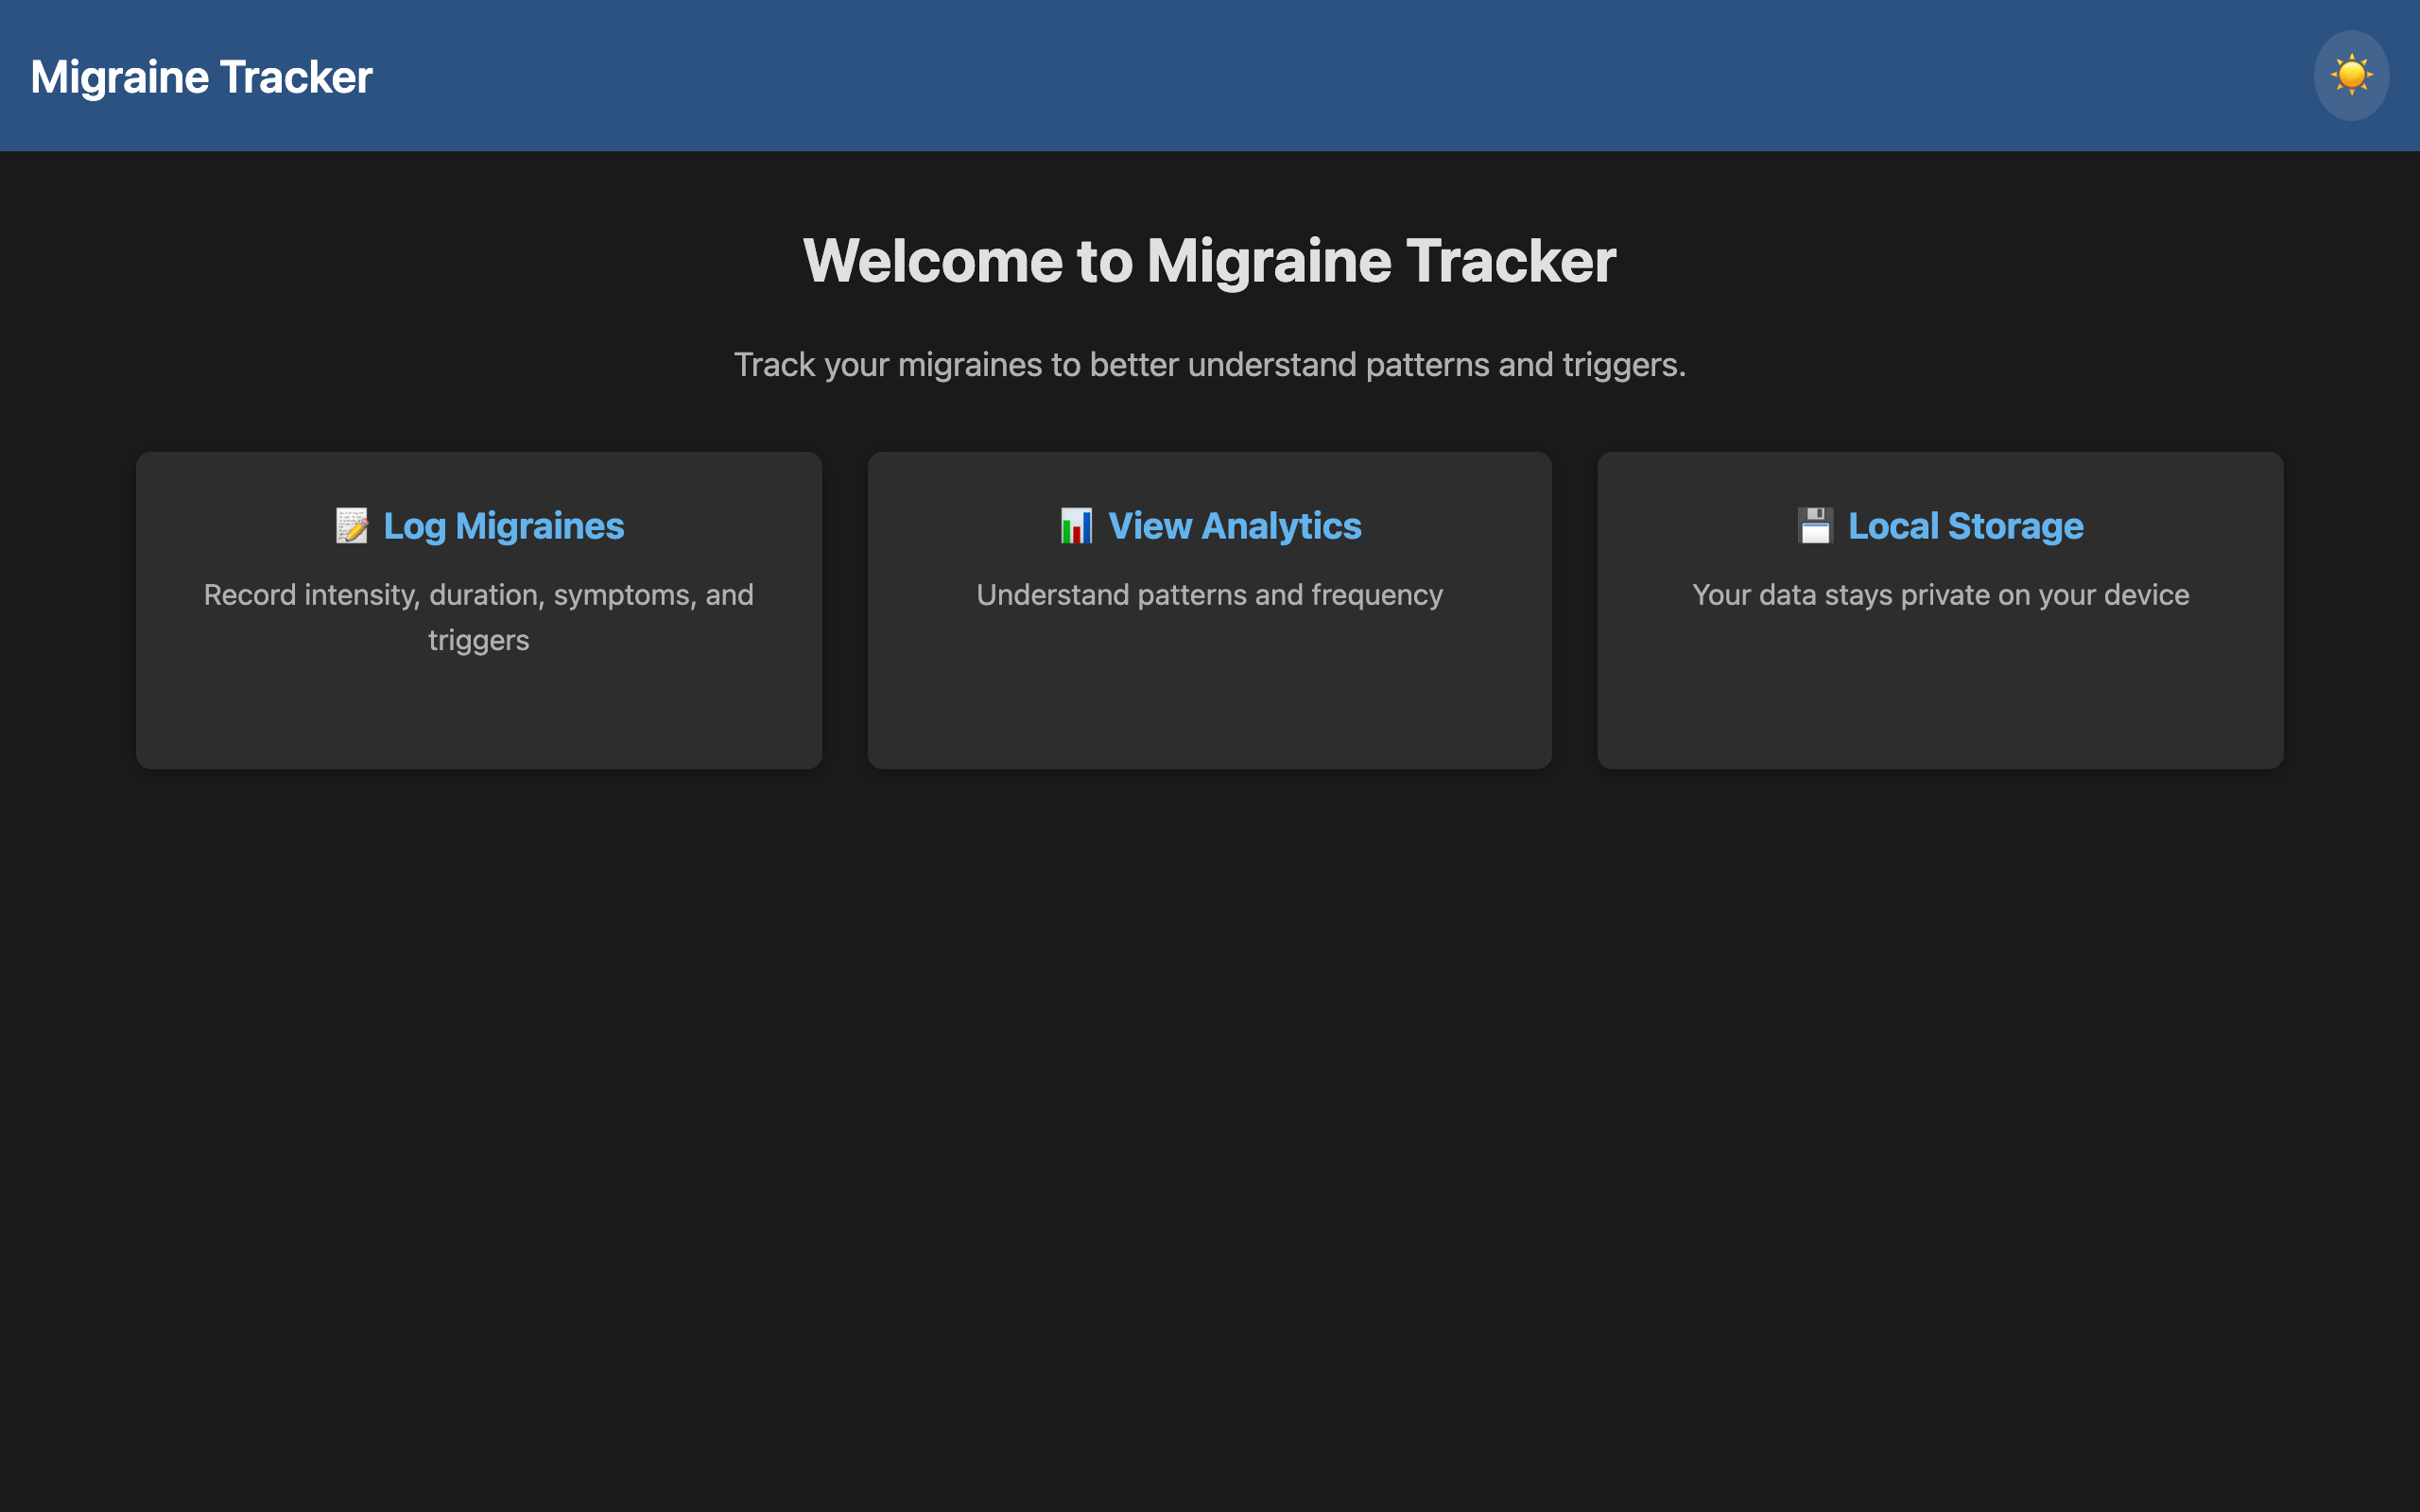 Migraine Tracker
Welcome to Migraine Tracker
Track your migraines to better understand patterns and triggers.
Log Migraines
Record intensity, duration, symptoms, and
triggers
View Analytics
Understand patterns and frequency
Local Storage
Your data stays private on your device